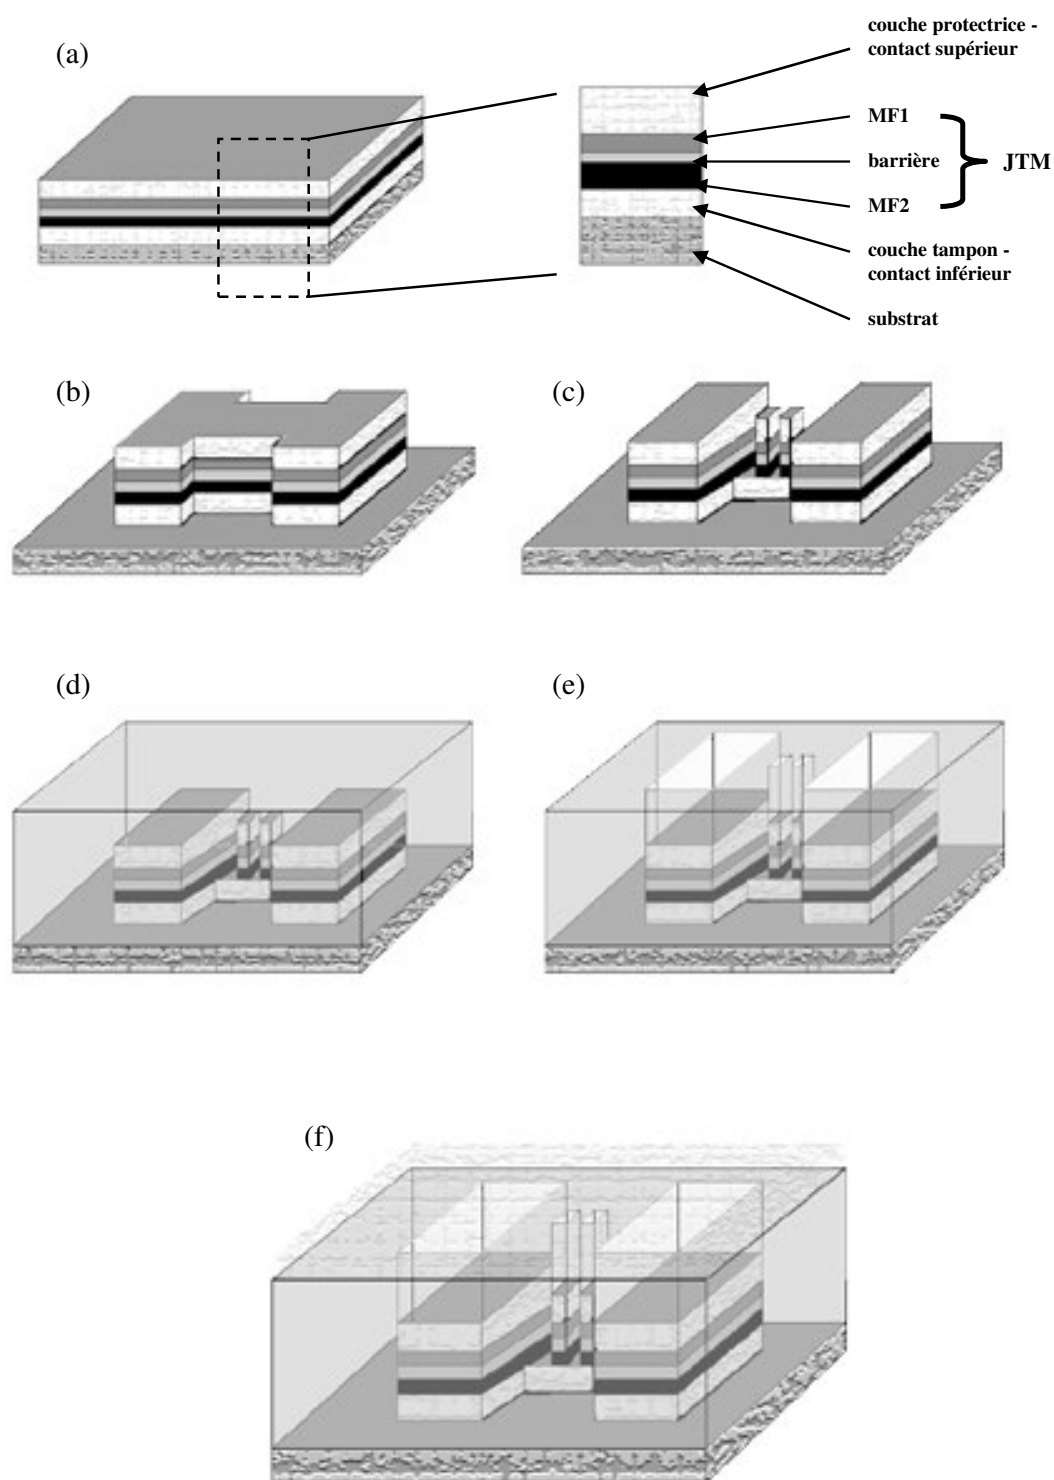 (a)
couche protectrice -
contact supérieur
MF1
barrière
JTM
MF2
couche tampon -
contact inférieur
substrat
(b)
(c)
(d)
(e)
(f)